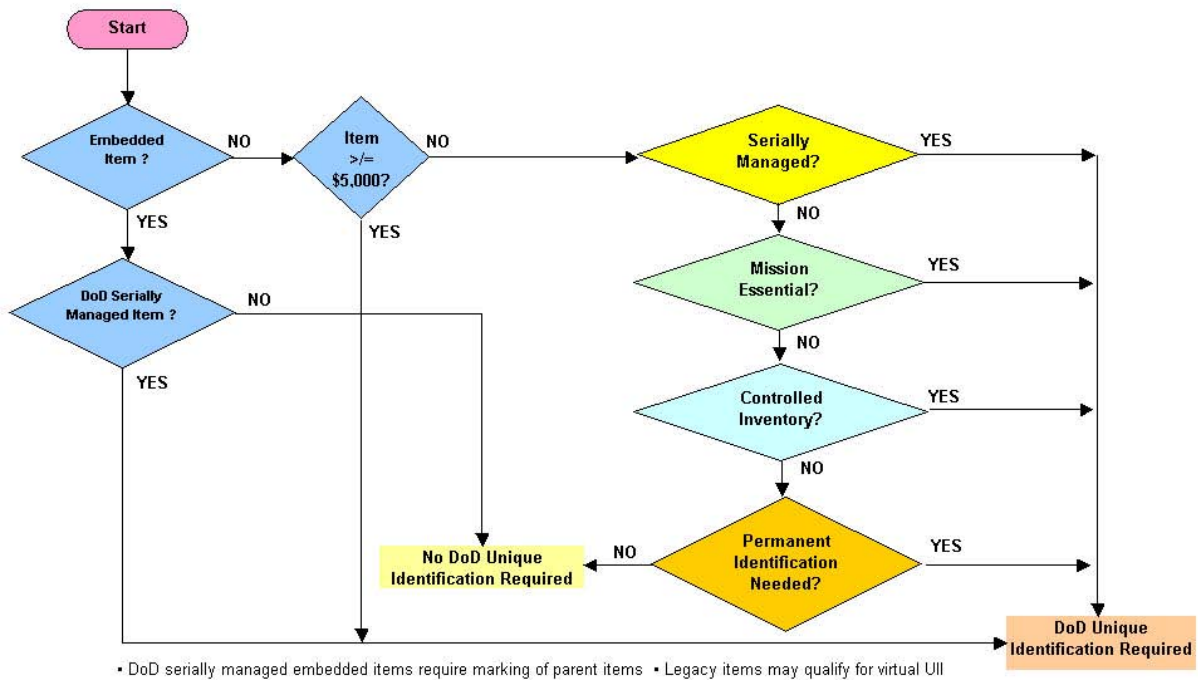 Start
Embedded
Item ?
NO
Item
>/=
$5,000?
NO
Serially
Managed?
YES
YES
YES
NO
DoD Serially
Managed Item ?
NO
Mission
Essential?
YES
YES
NO
Controlled
Inventory?
YES
NO
Permanent
Identification
Needed?
YES
NO
No DoD Unique
Identification Required
DoD Unique
Identification Required
▪ DoD serially managed embedded items require marking of parent items ▪ Legacy items may qualify for virtual UII